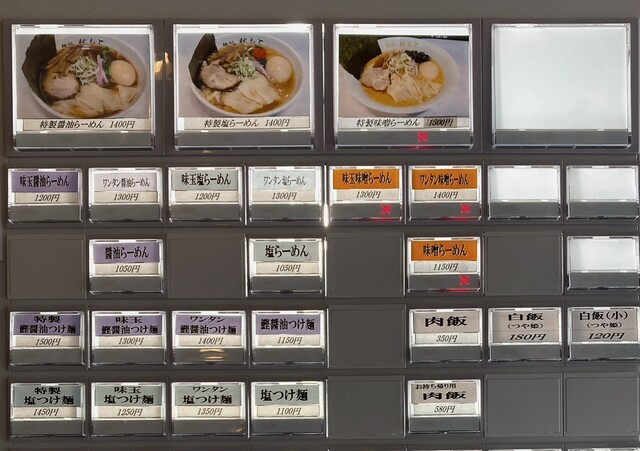 特製醤油らーめん 1400円
特製塩らーめん 1400円
特製味噌らーめん 1500円
味玉醤油らーめん
1200円
ワンタン醤油らーめん
1300円
味玉塩らーめん
1200円
ワンタン塩らーめん
1300円
味玉味噌らーめん
1300円
ワンタン味噌らーめん
1400円
醤油らーめん
1050円
塩らーめん
1050円
味噌らーめん
1150円
特製
鰹醤油つけ麺
1500円
味玉
鰹醤油つけ麺
1300円
ワンタン
鰹醤油つけ麺
1400円
鰹醤油つけ麺
1150円
肉飯
350円
白飯
(つや姫)
180円
白飯(小)
(つや姫)
120円
特製
塩つけ麺
1450円
味玉
塩つけ麺
1250円
ワンタン
塩つけ麺
1350円
塩つけ麺
1100円
お持ち帰り用
肉飯
580円